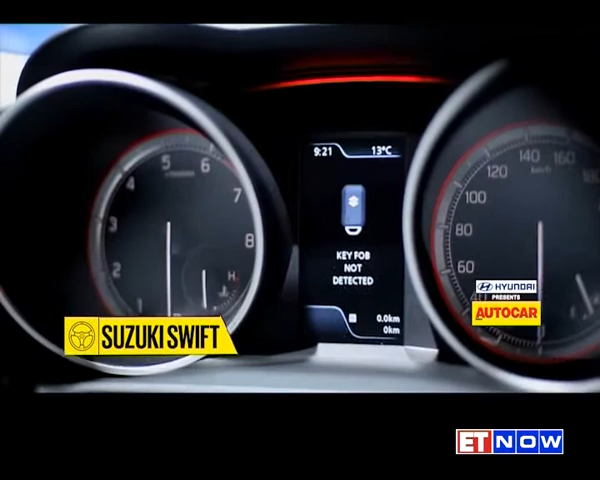 9:21 13°C
5 6
4
7
3
8
2
H
KEY FOB
NOT
DETECTED
0.0km
0km
140 160
120
km/h
100
80
60
40
HYUNDAI
PRESENTS
AUTOCAR
SUZUKI SWIFT
ET NOW